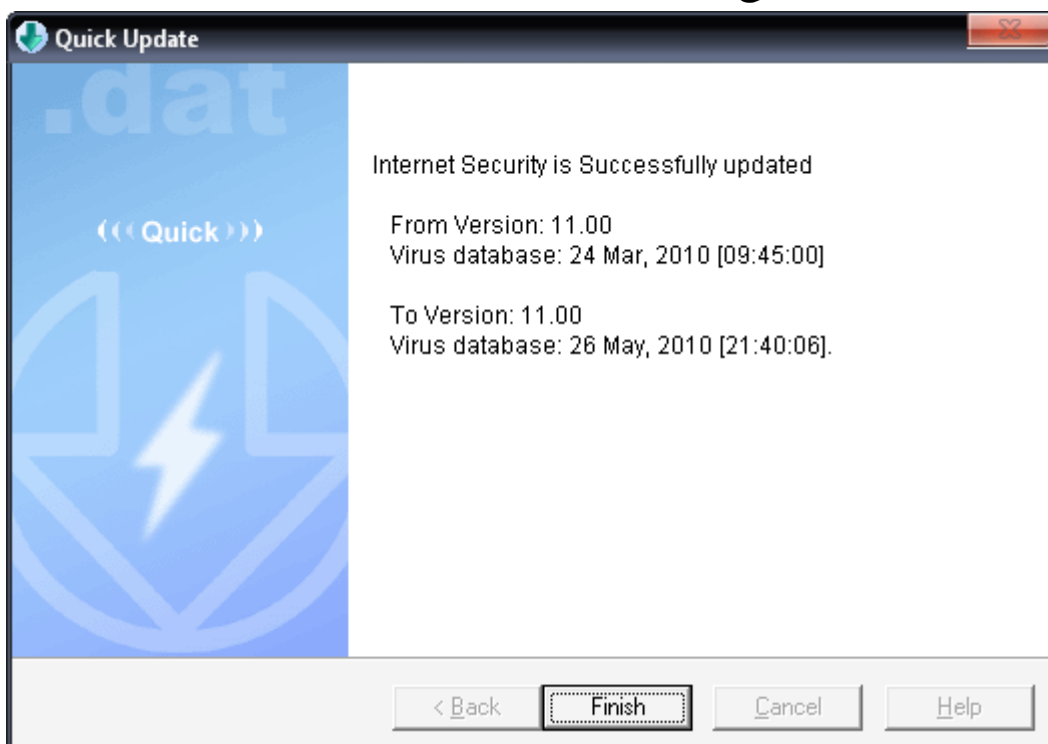 Quick Update
.dat
Quick
Internet Security is Successfully updated
From Version: 11.00
Virus database: 24 Mar, 2010 [09:45:00]
To Version: 11.00
Virus database: 26 May, 2010 [21:40:06].
< Back
Finish
Cancel
Help